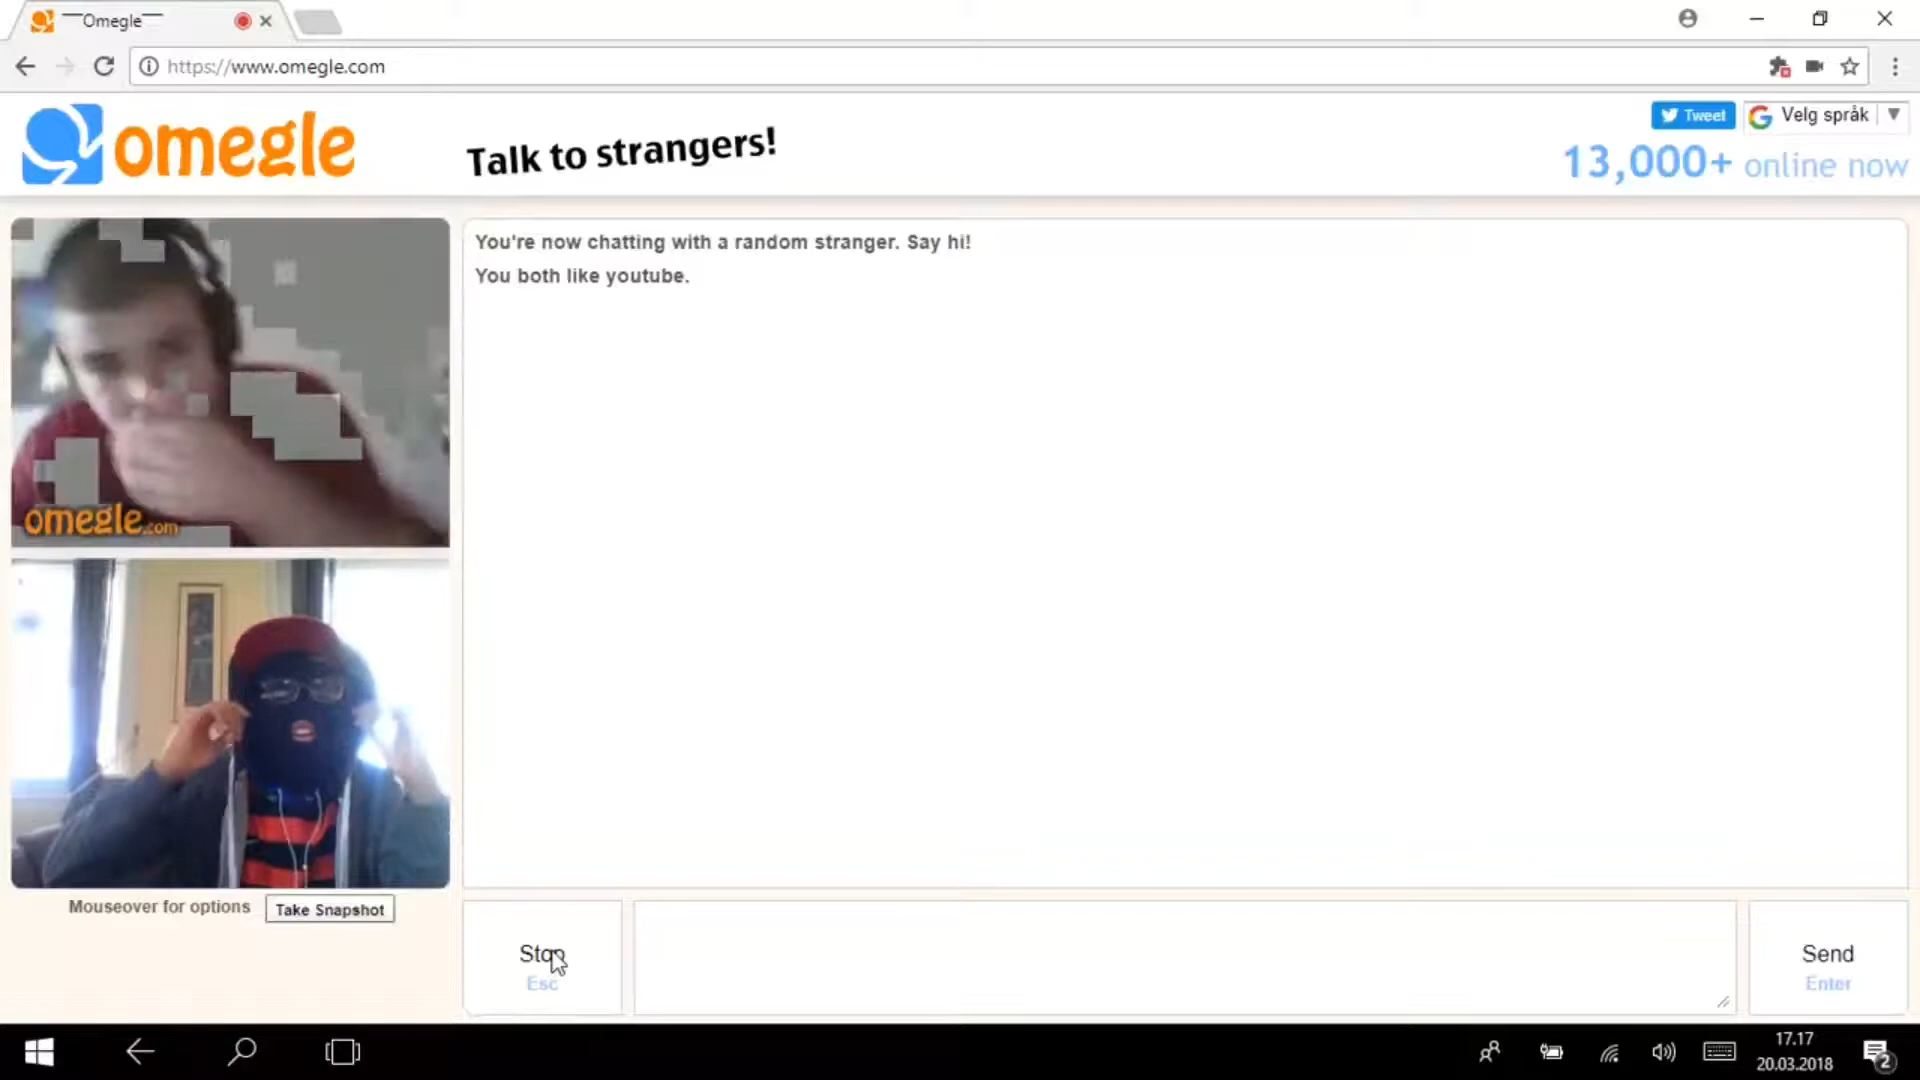 Omegle
https://www.omegle.com
omegle
Talk to strangers!
Tweet
Velg språk
13,000+ online now
You're now chatting with a random stranger. Say hi!
You both like youtube.
omegle.com
Mouseover for options
Take Snapshot
Stop
Esc
Send
Enter
17.17
20.03.2018
2